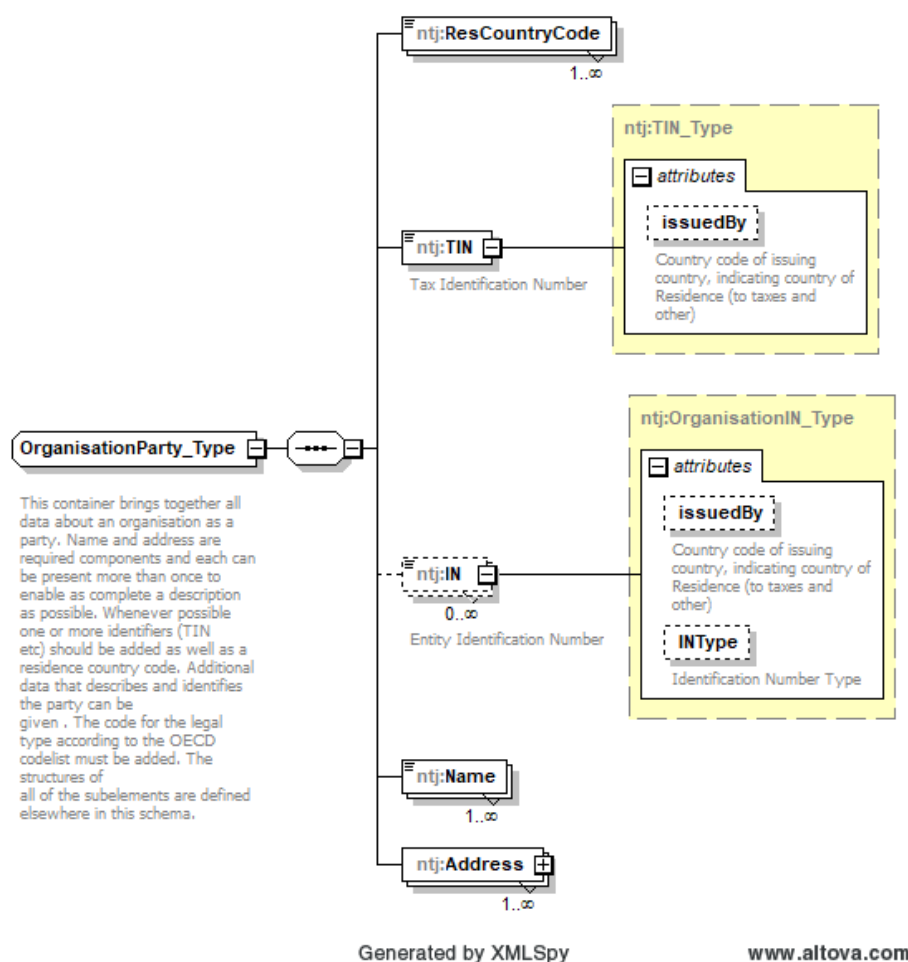 ntj:ResCountryCode
1..∞
ntj:TIN_Type
attributes
issuedBy
Country code of issuing
country, indicating country of
Residence (to taxes and
other)
ntj:TIN
Tax Identification Number
OrganisationParty_Type
This container brings together all
data about an organisation as a
party. Name and address are
required components and each can
be present more than once to
enable as complete a description
as possible. Whenever possible
one or more identifiers (TIN
etc) should be added as well as a
residence country code. Additional
data that describes and identifies
the party can be
given . The code for the legal
type according to the OECD
codelist must be added. The
structures of
all of the subelements are defined
elsewhere in this schema.
ntj:OrganisationIN_Type
attributes
issuedBy
Country code of issuing
country, indicating country of
Residence (to taxes and
other)
INType
Identification Number Type
ntj:IN
0..∞
Entity Identification Number
ntj:Name
1..∞
ntj:Address
1..∞
Generated by XMLSpy
www.altova.com